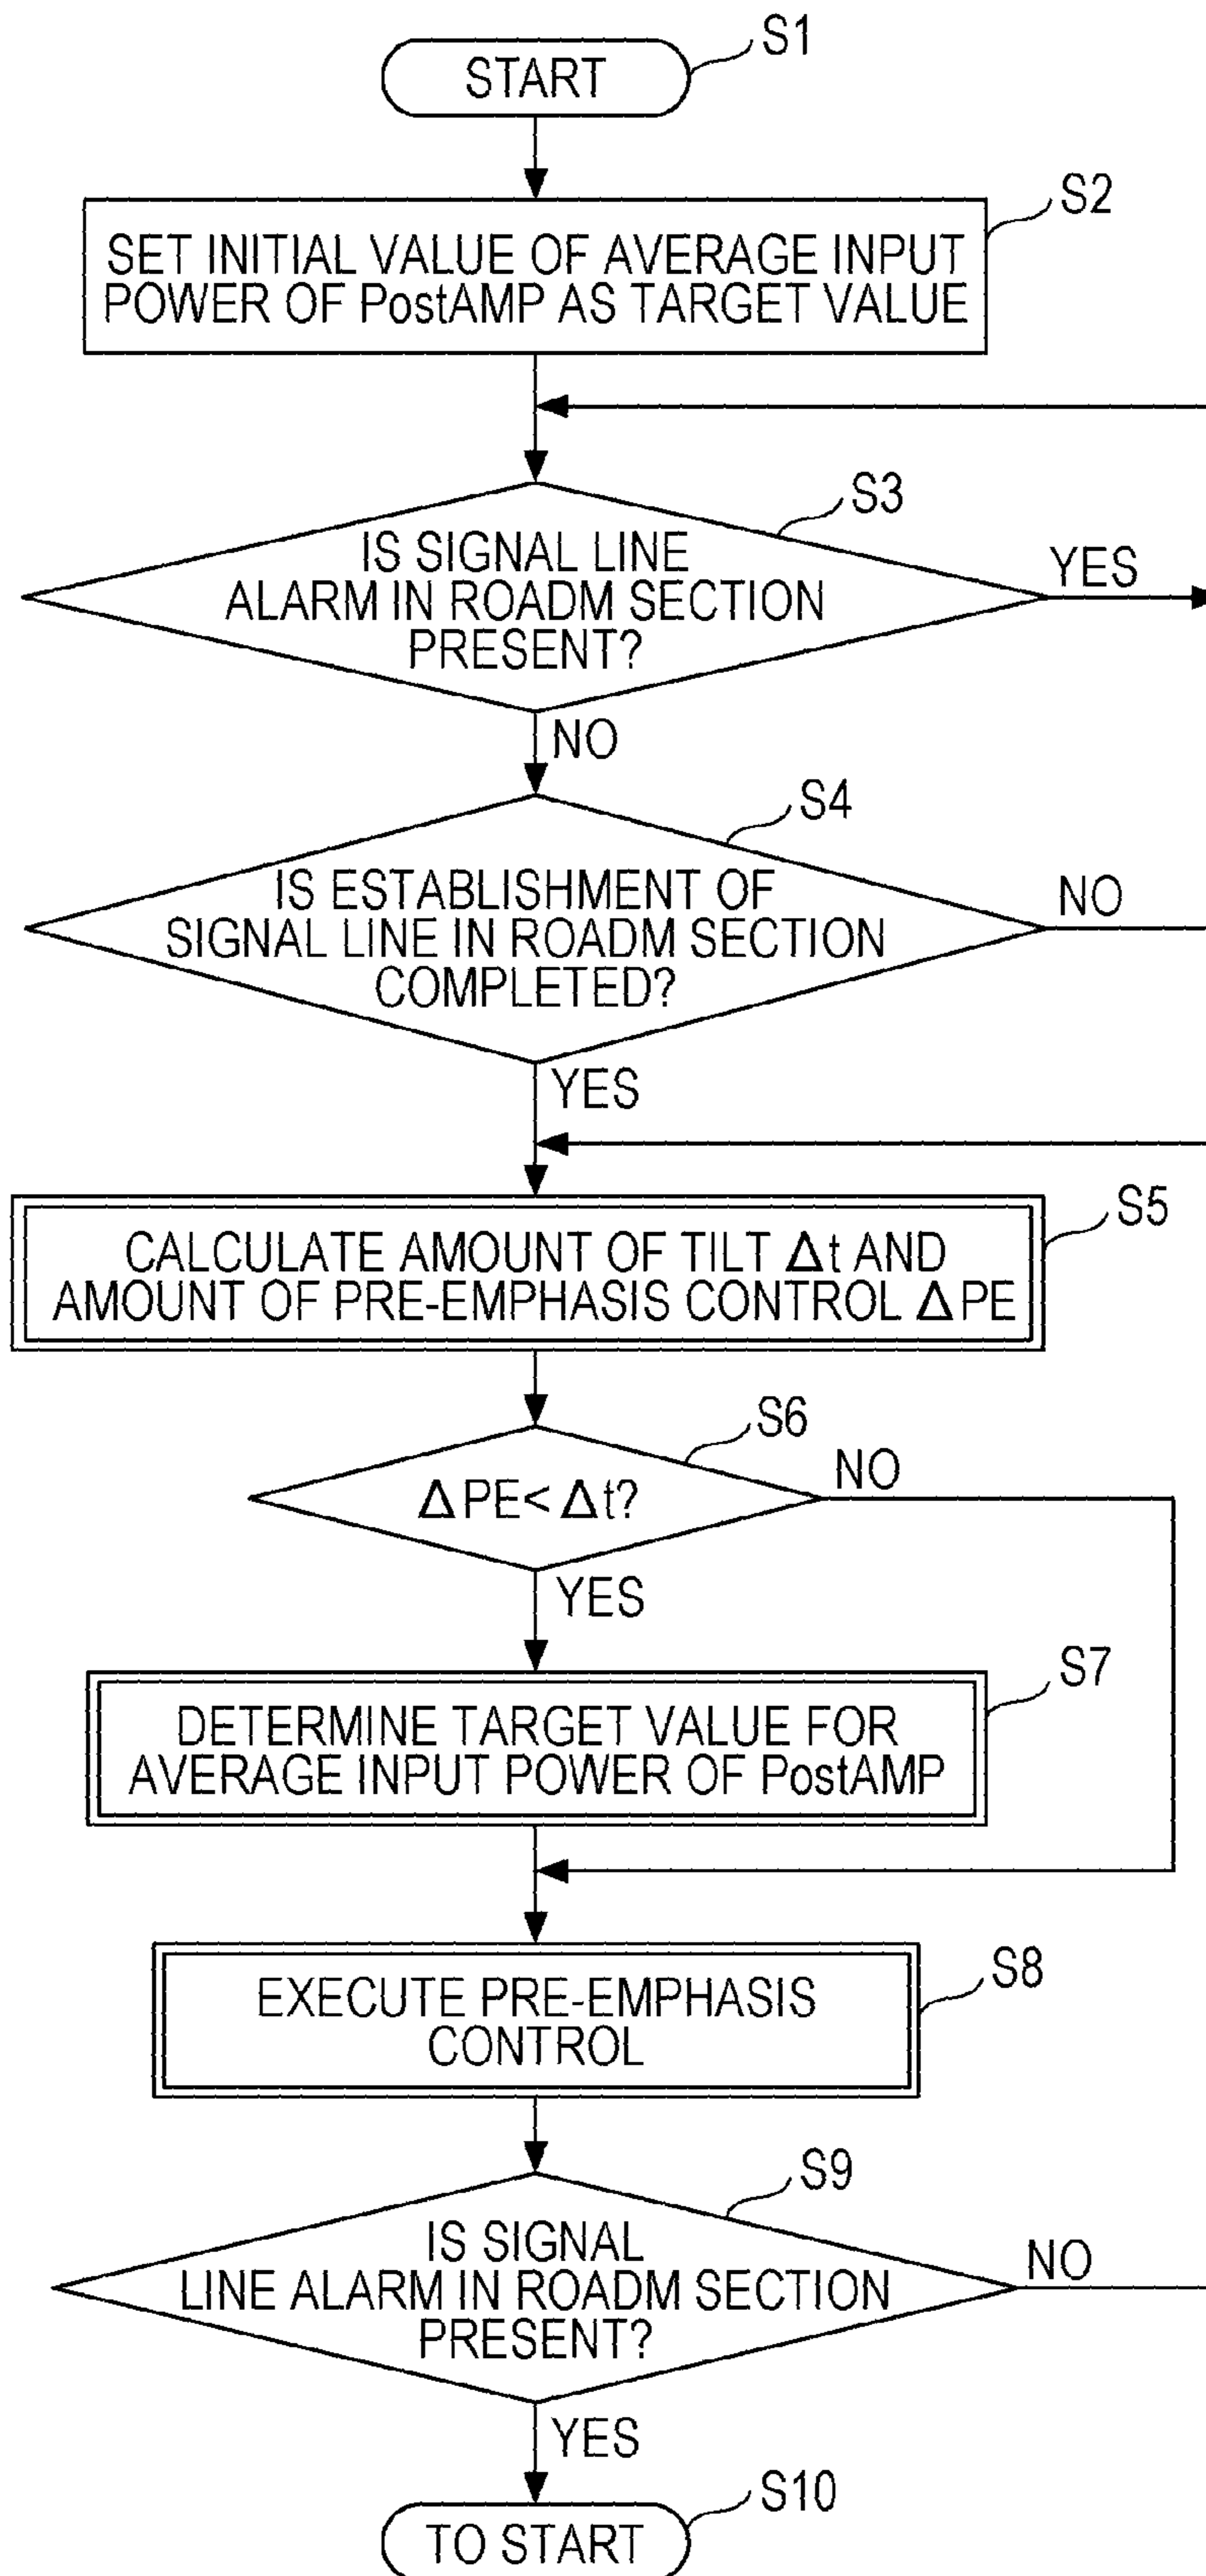 S1
START
S2
SET INITIAL VALUE OF AVERAGE INPUT
POWER OF PostAMP AS TARGET VALUE
S3
IS SIGNAL LINE
ALARM IN ROADM SECTION
PRESENT?
YES
NO
S4
IS ESTABLISHMENT OF
SIGNAL LINE IN ROADM SECTION
COMPLETED?
NO
YES
S5
CALCULATE AMOUNT OF TILT Δt AND
AMOUNT OF PRE-EMPHASIS CONTROL ΔPE
S6
ΔPE< Δt?
NO
YES
S7
DETERMINE TARGET VALUE FOR
AVERAGE INPUT POWER OF PostAMP
S8
EXECUTE PRE-EMPHASIS
CONTROL
S9
IS SIGNAL
LINE ALARM IN ROADM SECTION
PRESENT?
NO
YES
S10
TO START